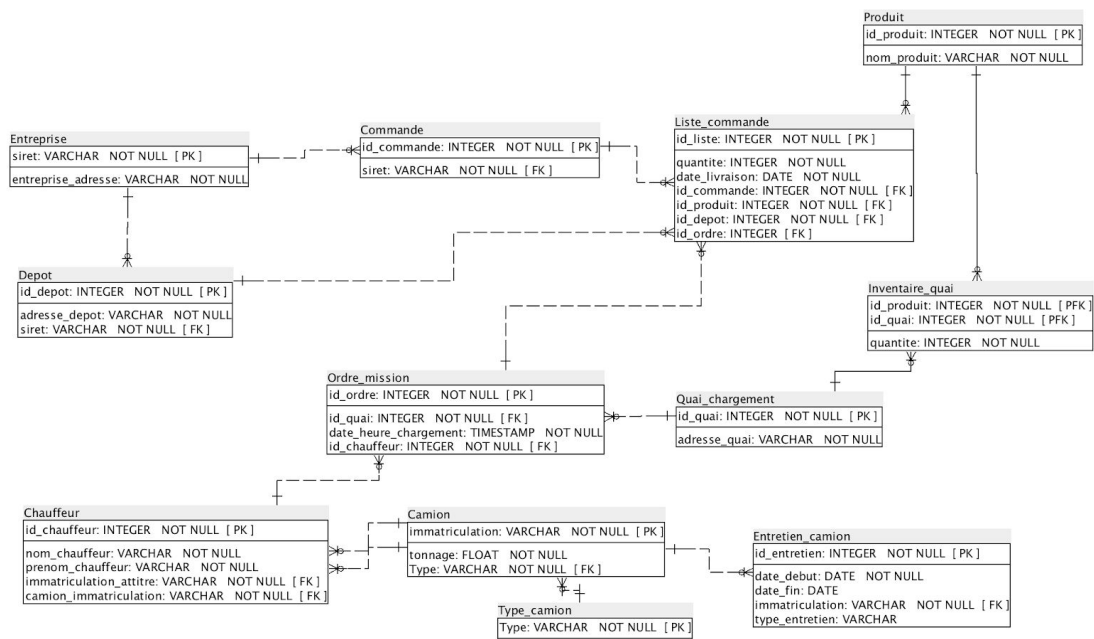 Produit
id_produit: INTEGER NOT NULL [ PK ]
nom_produit: VARCHAR NOT NULL
Entreprise
siret: VARCHAR NOT NULL [ PK ]
entreprise_adresse: VARCHAR NOT NULL
Commande
id_commande: INTEGER NOT NULL [ PK ]
siret: VARCHAR NOT NULL [ FK ]
Liste_commande
id_liste: INTEGER NOT NULL [ PK ]
quantite: INTEGER NOT NULL
date_livraison: DATE NOT NULL
id_commande: INTEGER NOT NULL [ FK ]
id_produit: INTEGER NOT NULL [ FK ]
id_depot: INTEGER NOT NULL [ FK ]
id_ordre: INTEGER [ FK ]
Depot
id_depot: INTEGER NOT NULL [ PK ]
adresse_depot: VARCHAR NOT NULL
siret: VARCHAR NOT NULL [ FK ]
Inventaire_quai
id_produit: INTEGER NOT NULL [ PFK ]
id_quai: INTEGER NOT NULL [ PFK ]
quantite: INTEGER NOT NULL
Ordre_mission
id_ordre: INTEGER NOT NULL [ PK ]
id_quai: INTEGER NOT NULL [ FK ]
date_heure_chargement: TIMESTAMP NOT NULL
id_chauffeur: INTEGER NOT NULL [ FK ]
Quai_chargement
id_quai: INTEGER NOT NULL [ PK ]
adresse_quai: VARCHAR NOT NULL
Chauffeur
id_chauffeur: INTEGER NOT NULL [ PK ]
nom_chauffeur: VARCHAR NOT NULL
prenom_chauffeur: VARCHAR NOT NULL
immatriculation_attitre: VARCHAR NOT NULL [ FK ]
camion_immatriculation: VARCHAR NOT NULL [ FK ]
Camion
immatriculation: VARCHAR NOT NULL [ PK ]
tonnage: FLOAT NOT NULL
Type: VARCHAR NOT NULL [ FK ]
Type_camion
Type: VARCHAR NOT NULL [ PK ]
Entretien_camion
id_entretien: INTEGER NOT NULL [ PK ]
date_debut: DATE NOT NULL
date_fin: DATE
immatriculation: VARCHAR NOT NULL [ FK ]
type_entretien: VARCHAR